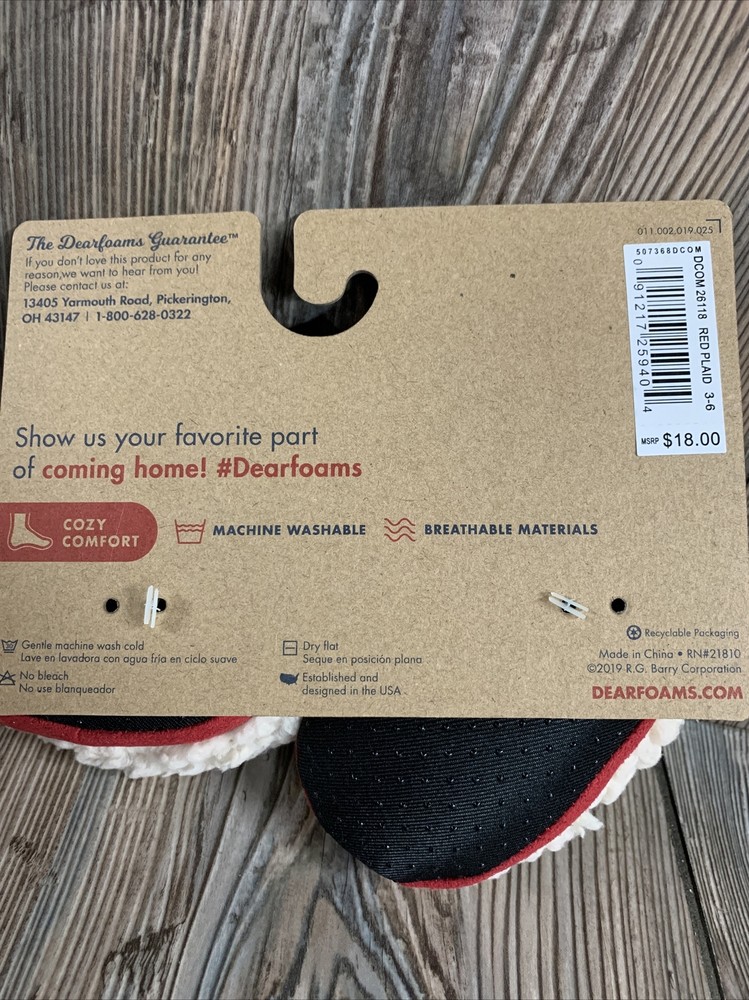 The Dearfoams Guarantee™
If you don't love this product for any
reason,we want to hear from you!
Please contact us at:
13405 Yarmouth Road, Pickerington,
OH 43147 | 1-800-628-0322
011.002.019.025
507368DCOM
DCOM26118 RED PLAID 3-6
0 91217 25940 4
MSRP $18.00
Show us your favorite part
of coming home! #Dearfoams
COZY
COMFORT
MACHINE WASHABLE
BREATHABLE MATERIALS
Gentle machine wash cold
Lave en lavadora con agua fría en ciclo suave
No bleach
No use blanqueador
Dry flat
Seque en posición plana
Established and
designed in the USA
Recyclable Packaging
Made in China • RN#21810
©2019 R.G. Barry Corporation
DEARFOAMS.COM